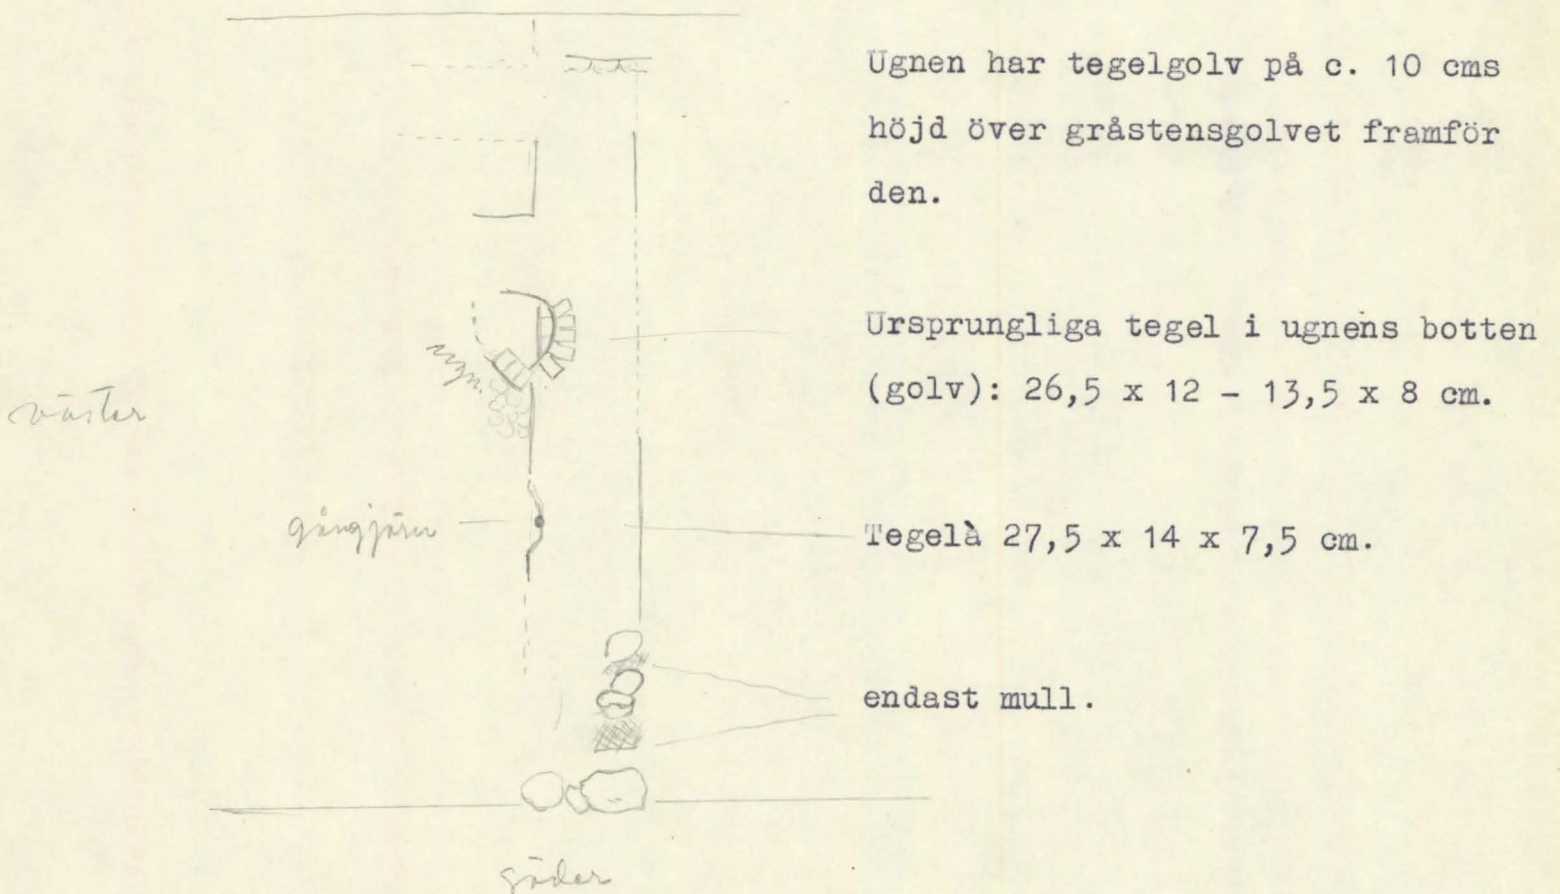 Ugnen har tegelgolv på c. 10 cms
höjd över gråstensgolvet framför
den.
Ursprungliga tegel i ugnens botten
(golv): 26,5 x 12 - 13,5 x 8 cm.
ugn.
väster
gångjärn
Tegelà 27,5 x 14 x 7,5 cm.
endast mull.
söder